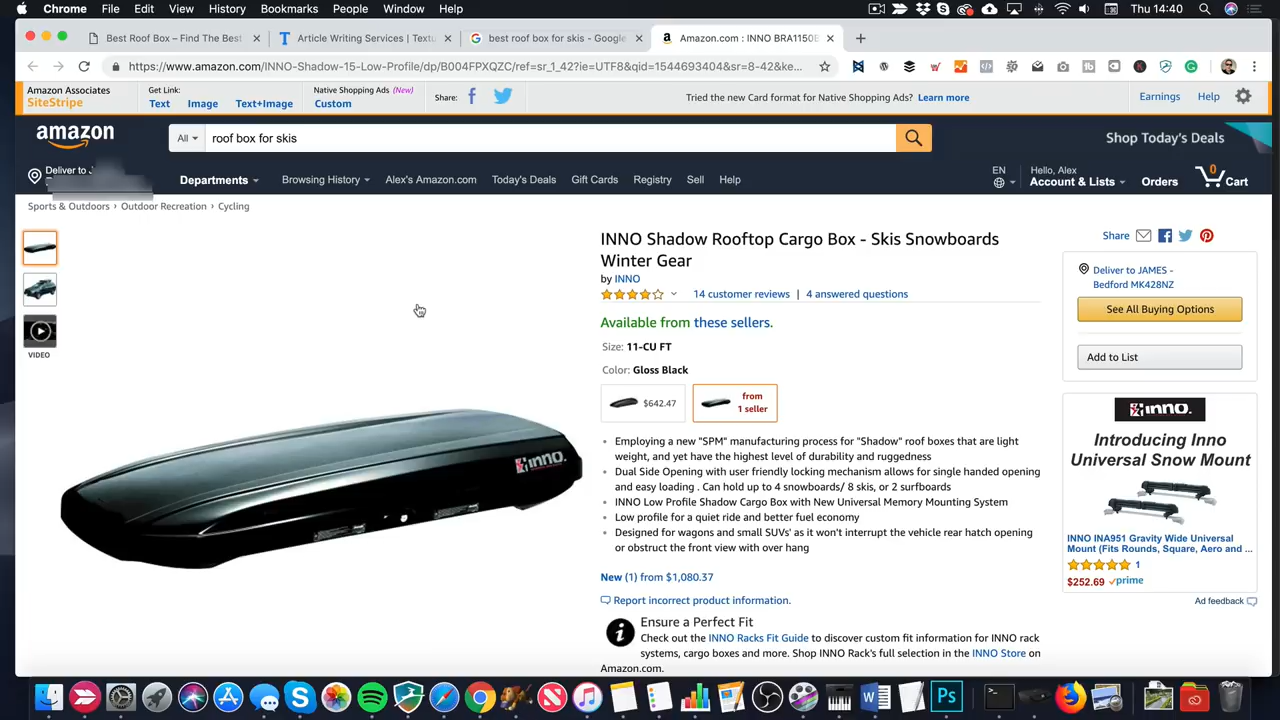 Chrome File Edit View History Bookmarks People Window Help Thu 14:40
Best Roof Box – Find The Best Article Writing Services | Textu best roof box for skis - Google Amazon.com : INNO BRA1150B
https://www.amazon.com/INNO-Shadow-15-Low-Profile/dp/B004FPXQZC/ref=sr_1_42?ie=UTF8&qid=1544693404&sr=8-42&ke...
Amazon Associates
SiteStripe
Get Link:
Text Image Text+Image
Native Shopping Ads (New)
Custom
Share:
Tried the new Card format for Native Shopping Ads? Learn more
Earnings Help
amazon
All roof box for skis
Shop Today's Deals
Deliver to
Departments Browsing History Alex's Amazon.com Today's Deals Gift Cards Registry Sell Help
EN
Hello, Alex
Account & Lists
Orders
0
Cart
Sports & Outdoors › Outdoor Recreation › Cycling
VIDEO
INNO.
INNO Shadow Rooftop Cargo Box - Skis Snowboards
Winter Gear
by INNO
14 customer reviews | 4 answered questions
Available from these sellers.
Size: 11-CU FT
Color: Gloss Black
$642.47
from
1 seller
• Employing a new "SPM" manufacturing process for "Shadow" roof boxes that are light
weight, and yet have the highest level of durability and ruggedness
• Dual Side Opening with user friendly locking mechanism allows for single handed opening
and easy loading . Can hold up to 4 snowboards/ 8 skis, or 2 surfboards
• INNO Low Profile Shadow Cargo Box with New Universal Memory Mounting System
• Low profile for a quiet ride and better fuel economy
• Designed for wagons and small SUVs' as it won't interrupt the vehicle rear hatch opening
or obstruct the front view with over hang
New (1) from $1,080.37
Report incorrect product information.
Ensure a Perfect Fit
Check out the INNO Racks Fit Guide to discover custom fit information for INNO rack
systems, cargo boxes and more. Shop INNO Rack's full selection in the INNO Store on
Amazon.com.
Share
Deliver to JAMES -
Bedford MK428NZ
See All Buying Options
Add to List
INNO.
Introducing Inno
Universal Snow Mount
INNO INA951 Gravity Wide Universal
Mount (Fits Rounds, Square, Aero and ...
1
$252.69 prime
Ad feedback
Ps